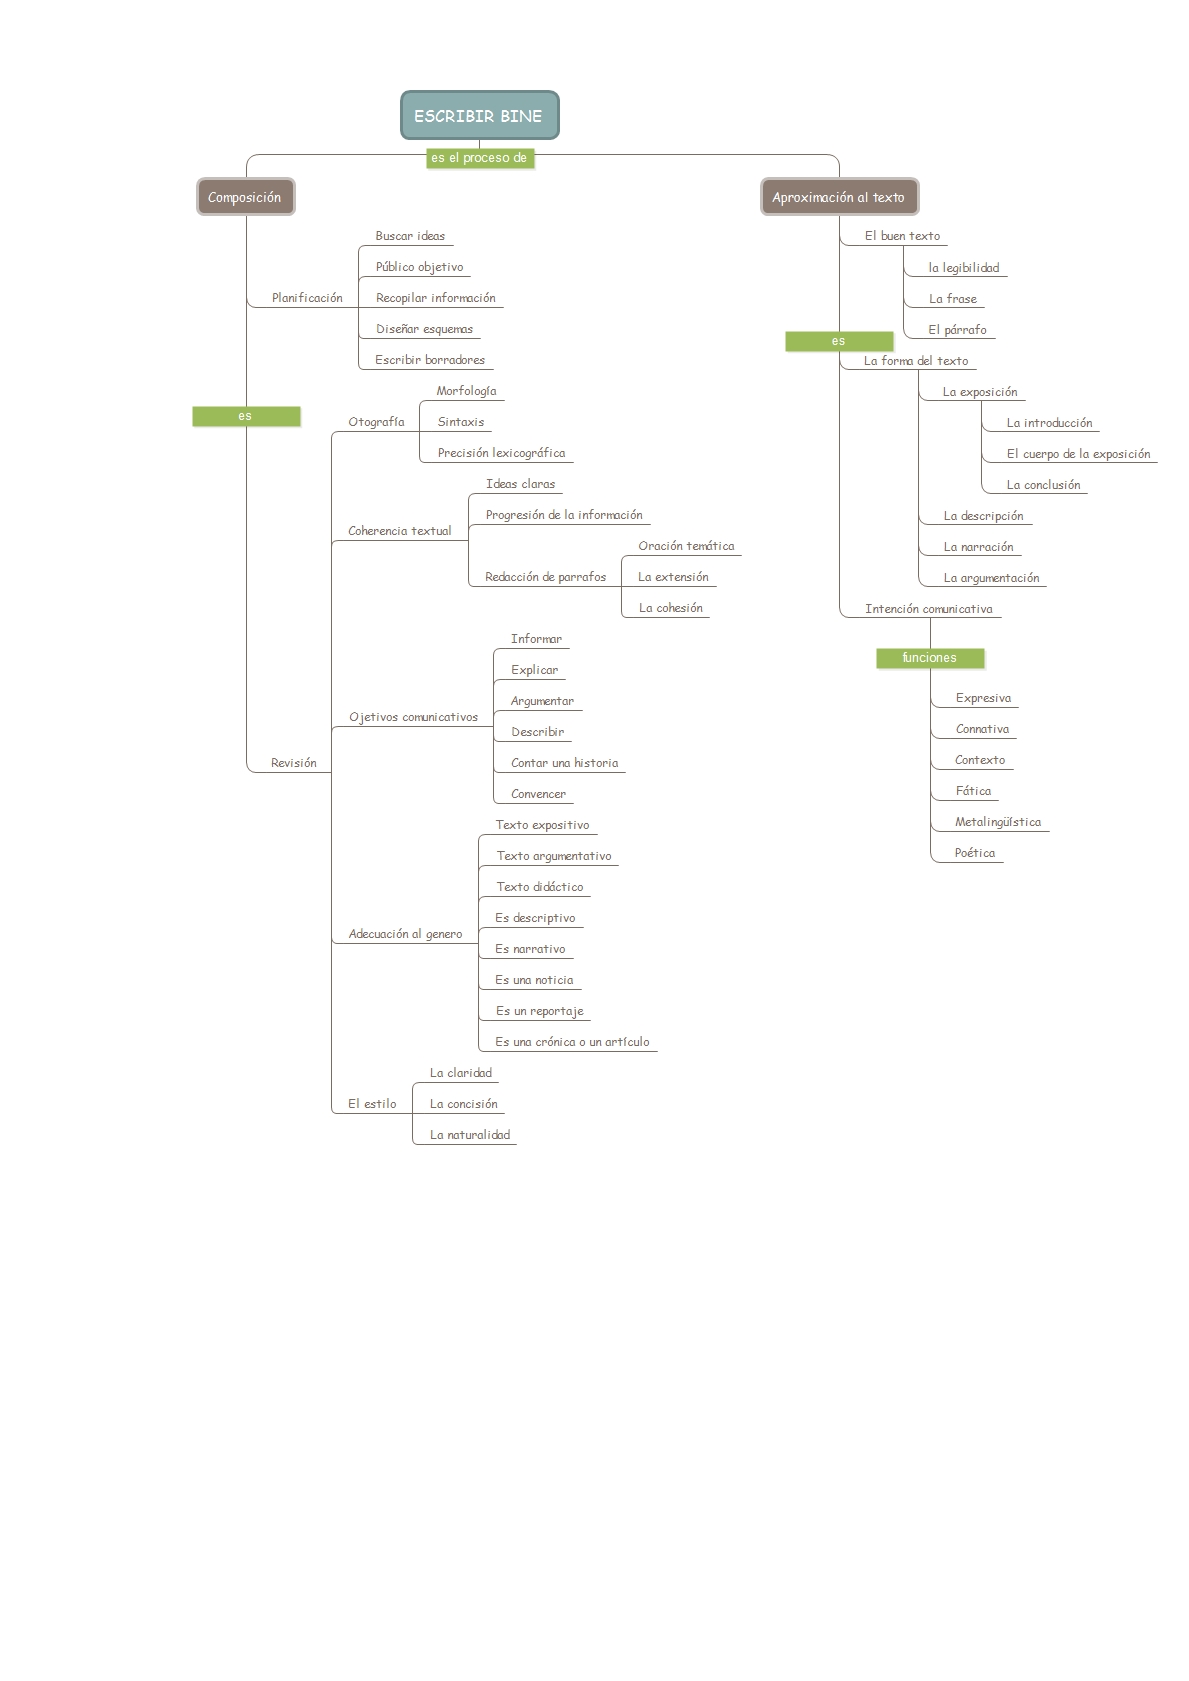 ESCRIBIR BINE
es el proceso de
Composición
es
Planificación
Buscar ideas
Público objetivo
Recopilar información
Diseñar esquemas
Escribir borradores
Revisión
Otografía
Morfología
Sintaxis
Precisión lexicográfica
Coherencia textual
Ideas claras
Progresión de la información
Redacción de parrafos
Oración temática
La extensión
La cohesión
Ojetivos comunicativos
Informar
Explicar
Argumentar
Describir
Contar una historia
Convencer
Adecuación al genero
Texto expositivo
Texto argumentativo
Texto didáctico
Es descriptivo
Es narrativo
Es una noticia
Es un reportaje
Es una crónica o un artículo
El estilo
La claridad
La concisión
La naturalidad
Aproximación al texto
es
El buen texto
la legibilidad
La frase
El párrafo
La forma del texto
La exposición
La introducción
El cuerpo de la exposición
La conclusión
La descripción
La narración
La argumentación
Intención comunicativa
funciones
Expresiva
Connativa
Contexto
Fática
Metalingüística
Poética